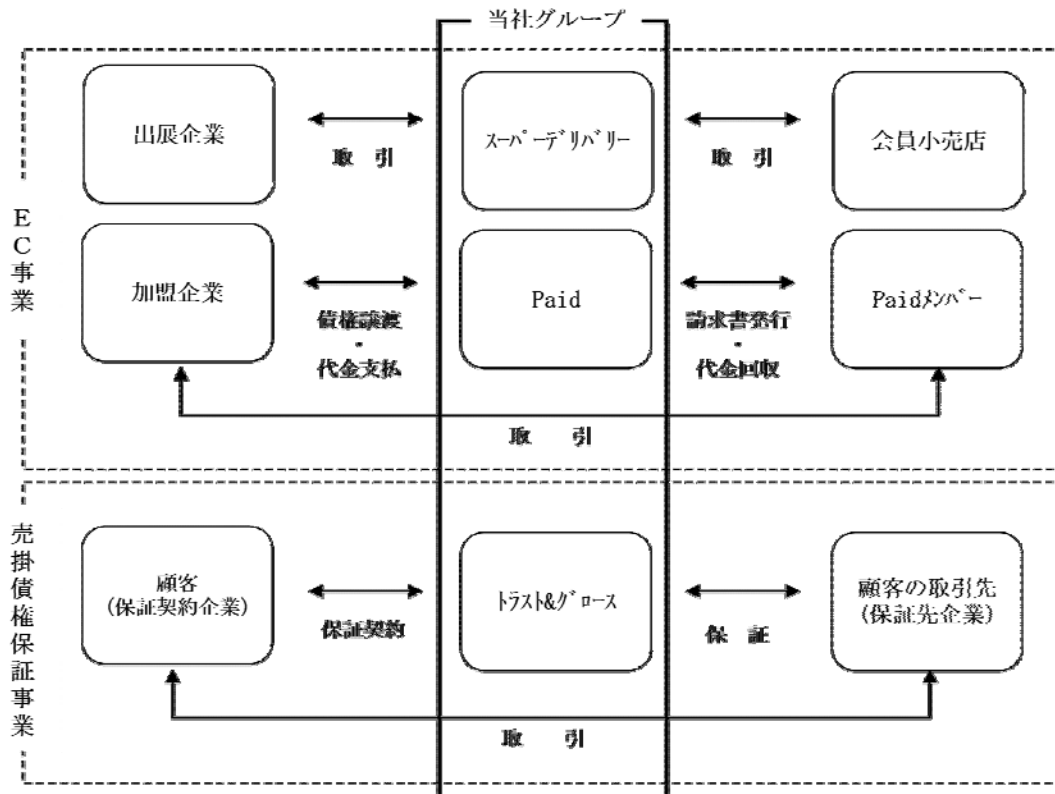 当社グループ
EC事業
出展企業
取 引
ｽｰﾊﾟｰﾃﾞﾘﾊﾞﾘｰ
取 引
会員小売店
加盟企業
債権譲渡
・
代金支払
Paid
請求書発行
・
代金回収
Paidﾒﾝﾊﾞｰ
取 引
売掛債権保証事業
顧客
(保証契約企業)
保証契約
ﾄﾗｽﾄ&ｸﾞﾛｰｽ
保 証
顧客の取引先
(保証先企業)
取 引